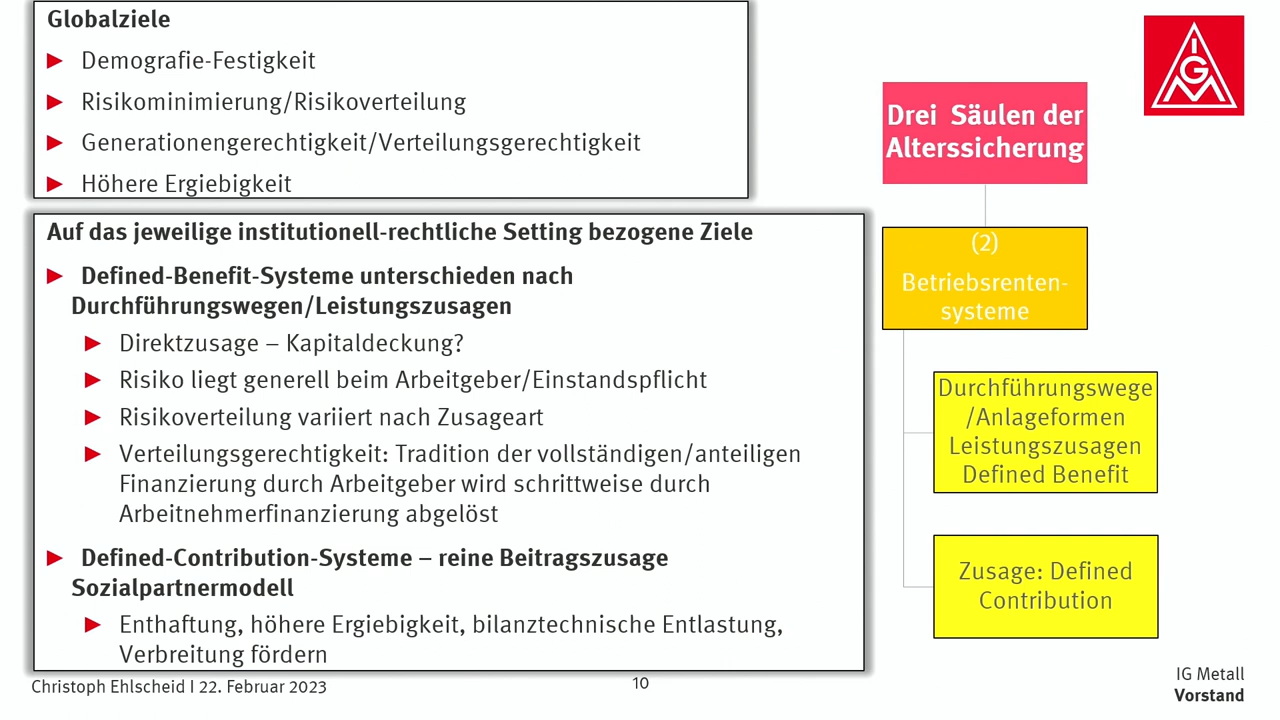 Globalziele
► Demografie-Festigkeit
► Risikominimierung/Risikoverteilung
► Generationengerechtigkeit/Verteilungsgerechtigkeit
► Höhere Ergiebigkeit
Auf das jeweilige institutionell-rechtliche Setting bezogene Ziele
► Defined-Benefit-Systeme unterschieden nach
Durchführungswegen/Leistungszusagen
► Direktzusage – Kapitaldeckung?
► Risiko liegt generell beim Arbeitgeber/Einstandspflicht
► Risikoverteilung variiert nach Zusageart
► Verteilungsgerechtigkeit: Tradition der vollständigen/anteiligen
Finanzierung durch Arbeitgeber wird schrittweise durch
Arbeitnehmerfinanzierung abgelöst
► Defined-Contribution-Systeme – reine Beitragszusage
Sozialpartnermodell
► Enthaftung, höhere Ergiebigkeit, bilanztechnische Entlastung,
Verbreitung fördern
IGM
Drei Säulen der
Alterssicherung
(2)
Betriebsrenten-
systeme
Durchführungswege
/Anlageformen
Leistungszusagen
Defined Benefit
Zusage: Defined
Contribution
Christoph Ehlscheid I 22. Februar 2023
10
IG Metall
Vorstand